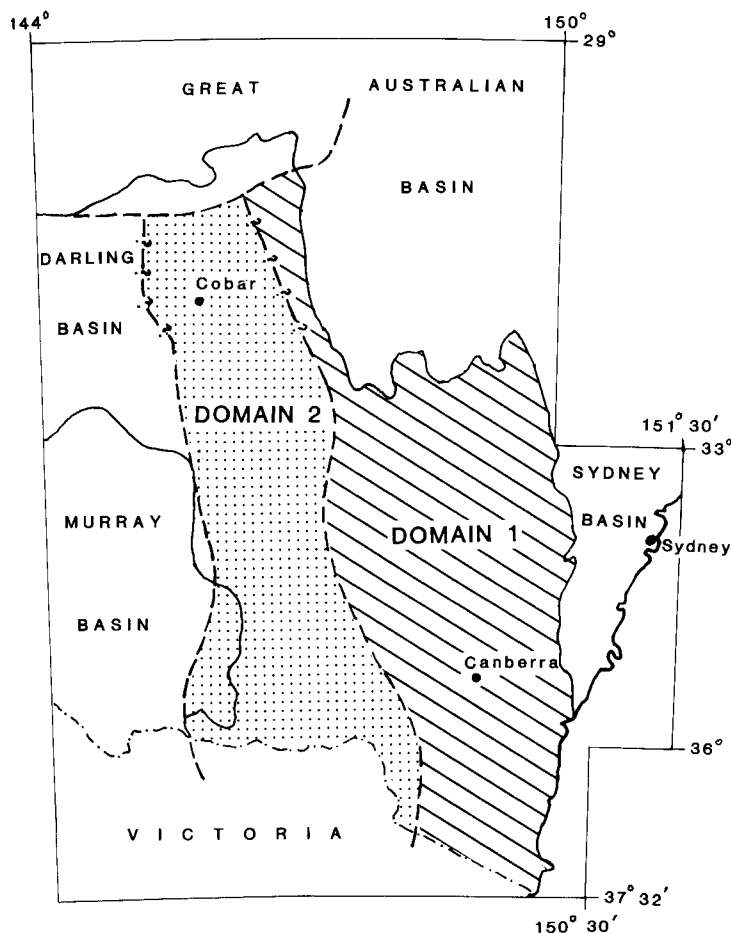 144° 150°
29°
GREAT AUSTRALIAN
BASIN
DARLING
Cobar
BASIN
DOMAIN 2
151° 30′
33°
SYDNEY
MURRAY
BASIN
DOMAIN 1
Sydney
BASIN
Canberra
36°
VICTORIA
37° 32′
150° 30′